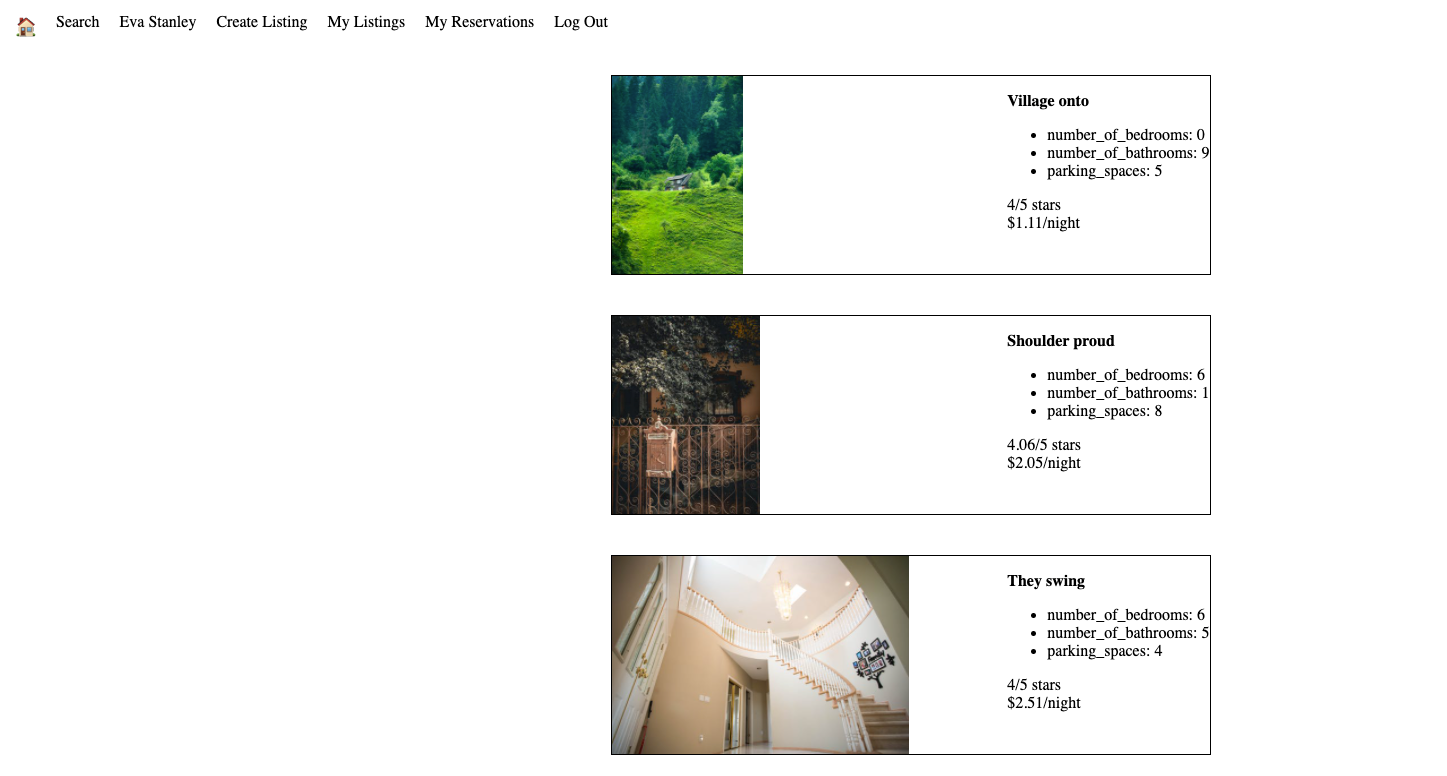 Search Eva Stanley Create Listing My Listings My Reservations Log Out
Village onto
number_of_bedrooms: 0
number_of_bathrooms: 9
parking_spaces: 5
4/5 stars
$1.11/night
Shoulder proud
number_of_bedrooms: 6
number_of_bathrooms: 1
parking_spaces: 8
4.06/5 stars
$2.05/night
They swing
number_of_bedrooms: 6
number_of_bathrooms: 5
parking_spaces: 4
4/5 stars
$2.51/night